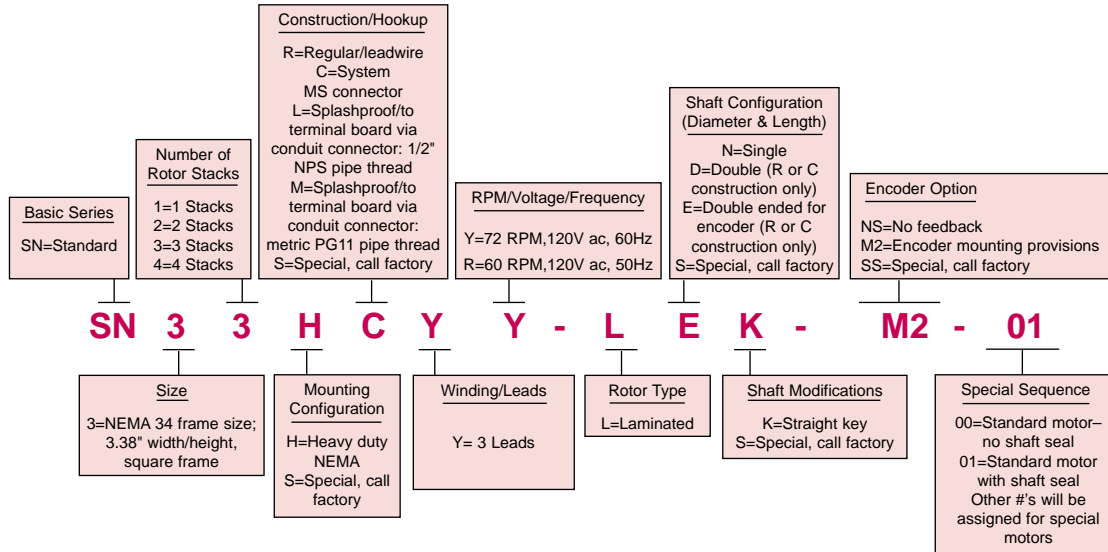 Construction/Hookup
R=Regular/leadwire
C=System
MS connector
L=Splashproof/to
terminal board via
conduit connector: 1/2"
NPS pipe thread
M=Splashproof/to
terminal board via
conduit connector:
metric PG11 pipe thread
S=Special, call factory
Shaft Configuration
(Diameter & Length)
N=Single
D=Double (R or C
construction only)
E=Double ended for
encoder (R or C
construction only)
S=Special, call factory
Number of
Rotor Stacks
1=1 Stacks
2=2 Stacks
3=3 Stacks
4=4 Stacks
RPM/Voltage/Frequency
Y=72 RPM,120V ac, 60Hz
R=60 RPM,120V ac, 50Hz
Encoder Option
NS=No feedback
M2=Encoder mounting provisions
SS=Special, call factory
Basic Series
SN=Standard
SN 3 3 H C Y Y - L E K - M2 - 01
Size
3=NEMA 34 frame size;
3.38" width/height,
square frame
Mounting
Configuration
H=Heavy duty
NEMA
S=Special, call
factory
Winding/Leads
Y= 3 Leads
Rotor Type
L=Laminated
Shaft Modifications
K=Straight key
S=Special, call factory
Special Sequence
00=Standard motor–
no shaft seal
01=Standard motor
with shaft seal
Other #'s will be
assigned for special
motors